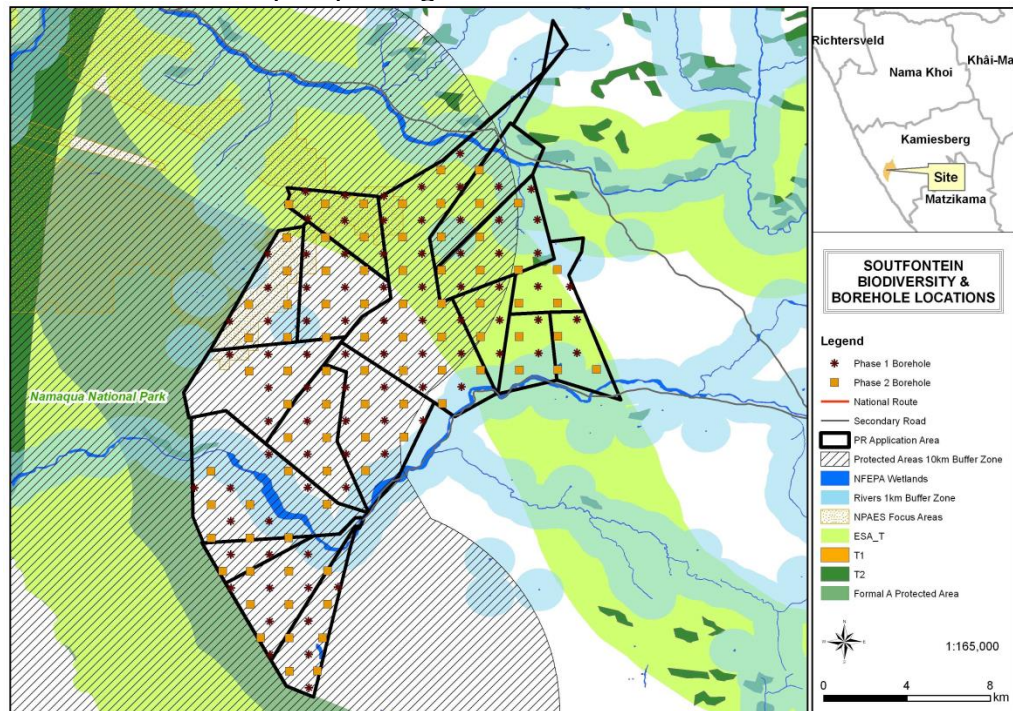 Namaqua National Park
Richtersveld
Nama Khoi
Khâi-Ma
Kamiesberg
Site
Matzikama
SOUTFONTEIN
BIODIVERSITY &
BOREHOLE LOCATIONS
Legend
Phase 1 Borehole
Phase 2 Borehole
National Route
Secondary Road
PR Application Area
Protected Areas 10km Buffer Zone
NFEPA Wetlands
Rivers 1km Buffer Zone
NPAES Focus Areas
ESA_T
T1
T2
Formal A Protected Area
1:165,000
0 4 8
km